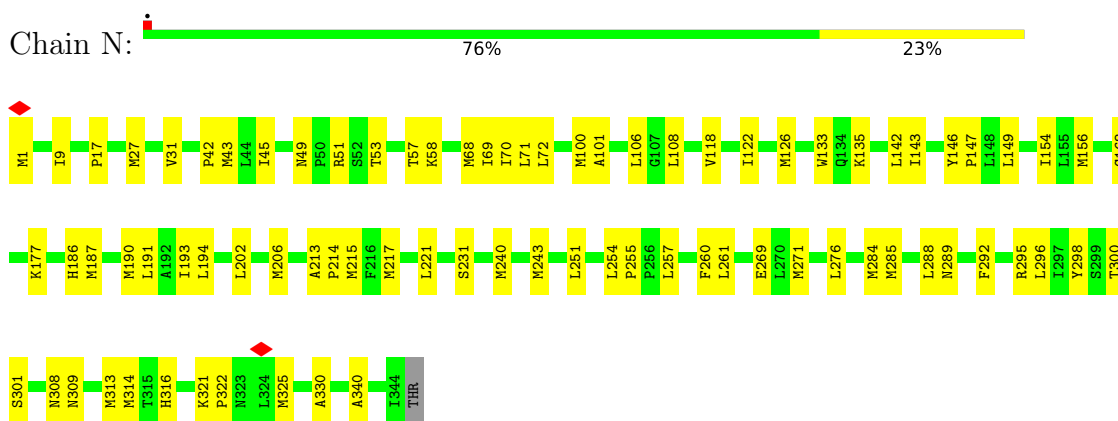 Chain N:
76% 23%
M1 I9 P17 M27 V31 P42 M43 L44 I45 N49 P50 R51 S52 T53 T57 K58 M68 I69 I70 L71 L72 M100 A101 L106 G107 L108 V118 I122 M126 W133 Q134 K135 L142 I143 Y146 P147 L148 L149 I154 L155 M156
K177 H186 M187 M190 L191 A192 I193 L194 L202 M206 A213 P214 M215 F216 M217 L221 S231 M240 M243 L251 L254 P255 P256 L257 F260 L261 E269 L270 M271 L276 M284 M285 L288 N289 F292 R295 L296 I297 Y298 S299 T300
S301 N308 N309 M313 M314 T315 H316 K321 P322 N323 L324 M325 A330 A340 I344 THR